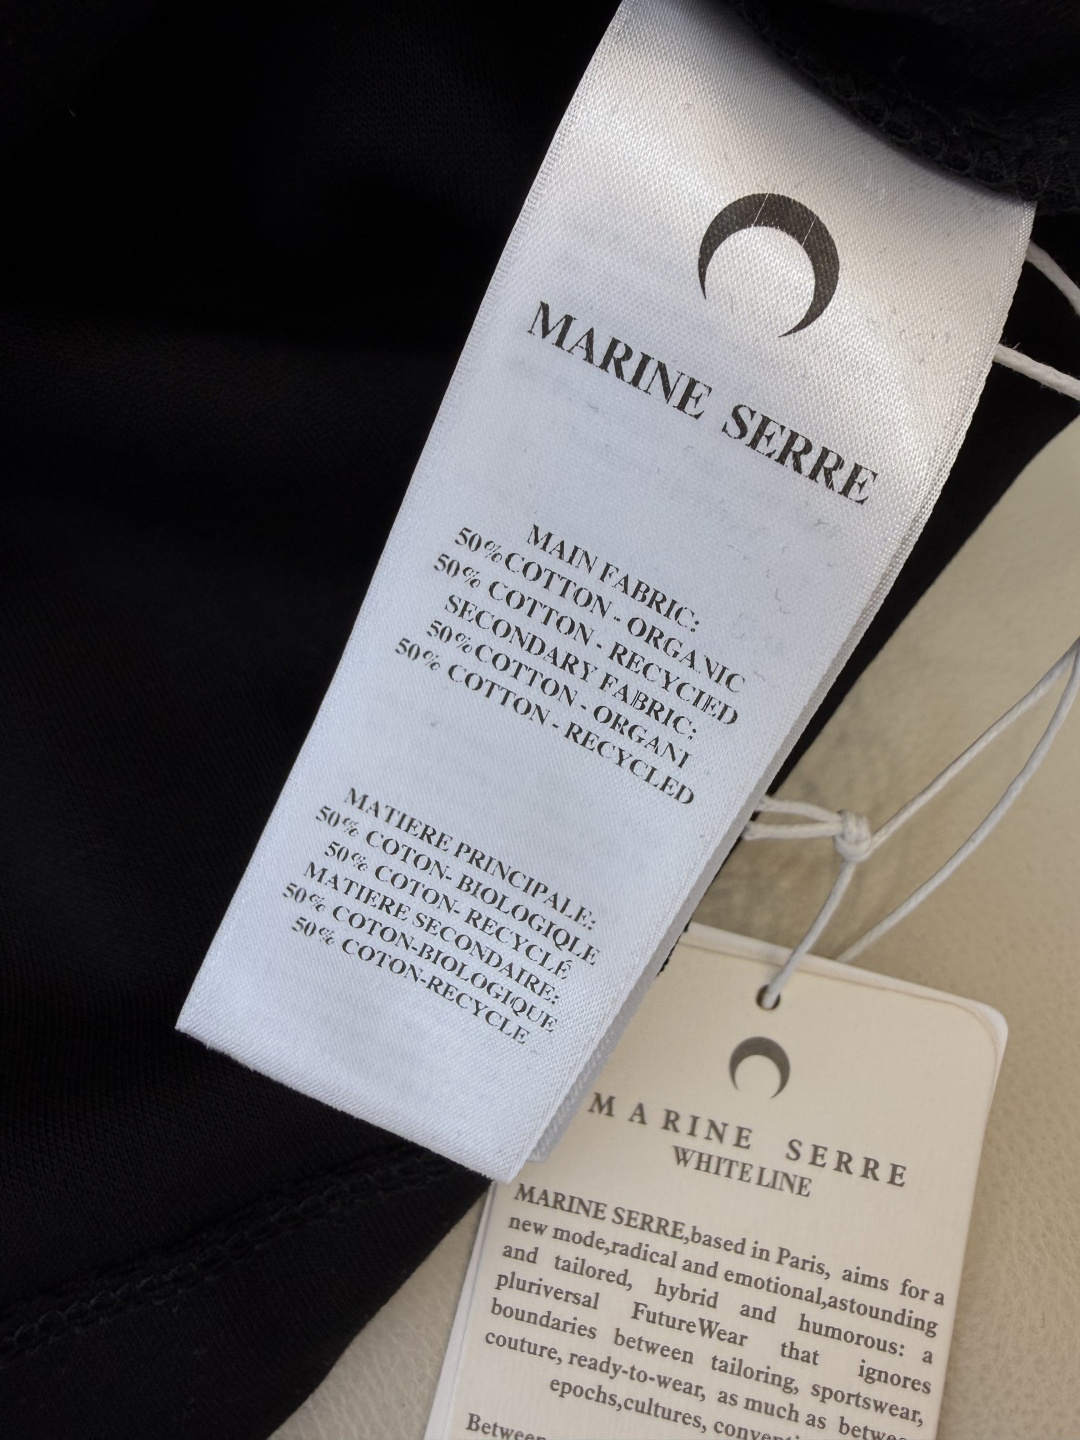 MARINE SERRE
MAIN FABRIC:
50%COTTON - ORGANIC
50% COTTON - RECYCIED
SECONDARY FABRIC:
50%COTTON - ORGANI
50% COTTON - RECYCLED
MATIERE PRINCIPALE:
50% COTON- BIOLOGIQLE
50% COTON- RECYCLÉ
MATIERE SECONDAIRE:
50% COTON-BIOLOGIQUE
50% COTON-RECYCLE
MARINE SERRE
WHITE LINE
MARINE SERRE,based in Paris, aims for a
new mode,radical and emotional,astounding
and tailored, hybrid and humorous: a
pluriversal FutureWear that ignores
boundaries between tailoring, sportswear,
couture, ready-to-wear, as much as
epochs,cultures,
Between